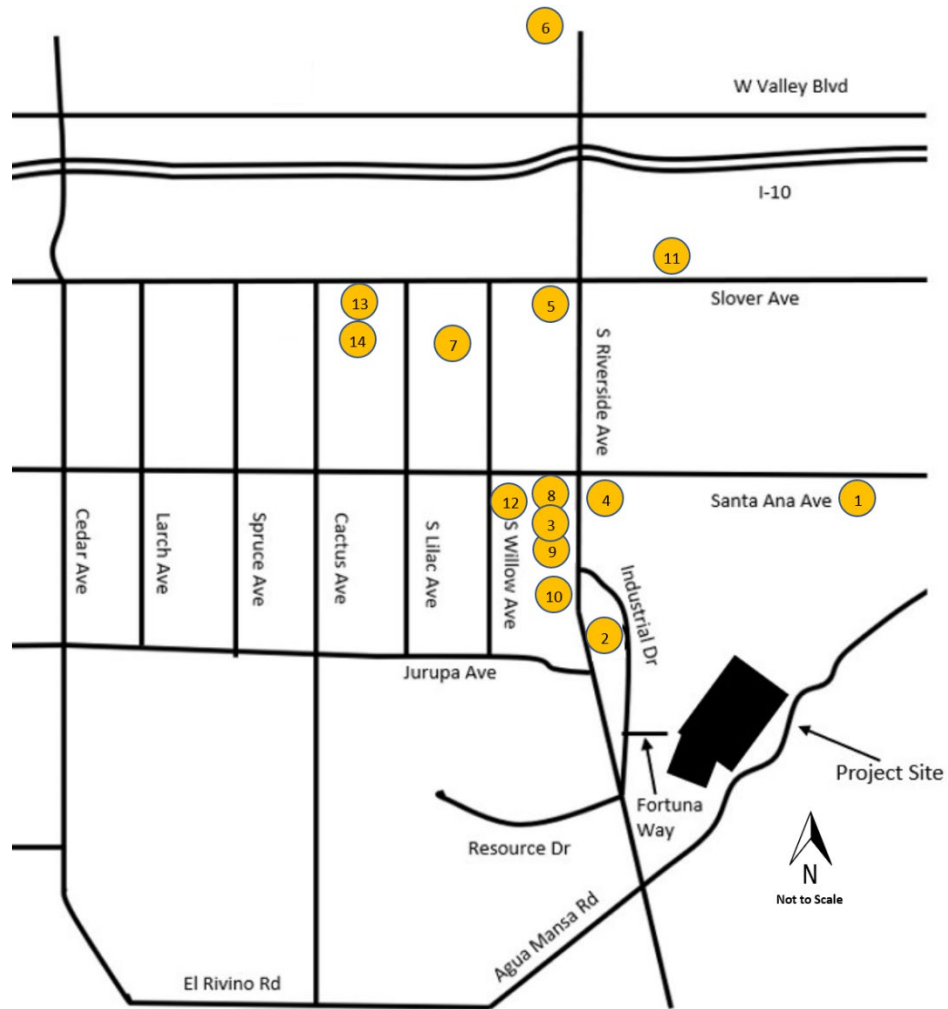 6
W Valley Blvd
I-10
11
Slover Ave
13
5
14
7
S Riverside Ave
12
8
4
Santa Ana Ave
1
3
9
10
2
Cedar Ave
Larch Ave
Spruce Ave
Cactus Ave
S Lilac Ave
S Willow Ave
Industrial Dr
Jurupa Ave
Project Site
Fortuna
Way
Resource Dr
N
Not to Scale
Agua Mansa Rd
El Rivino Rd